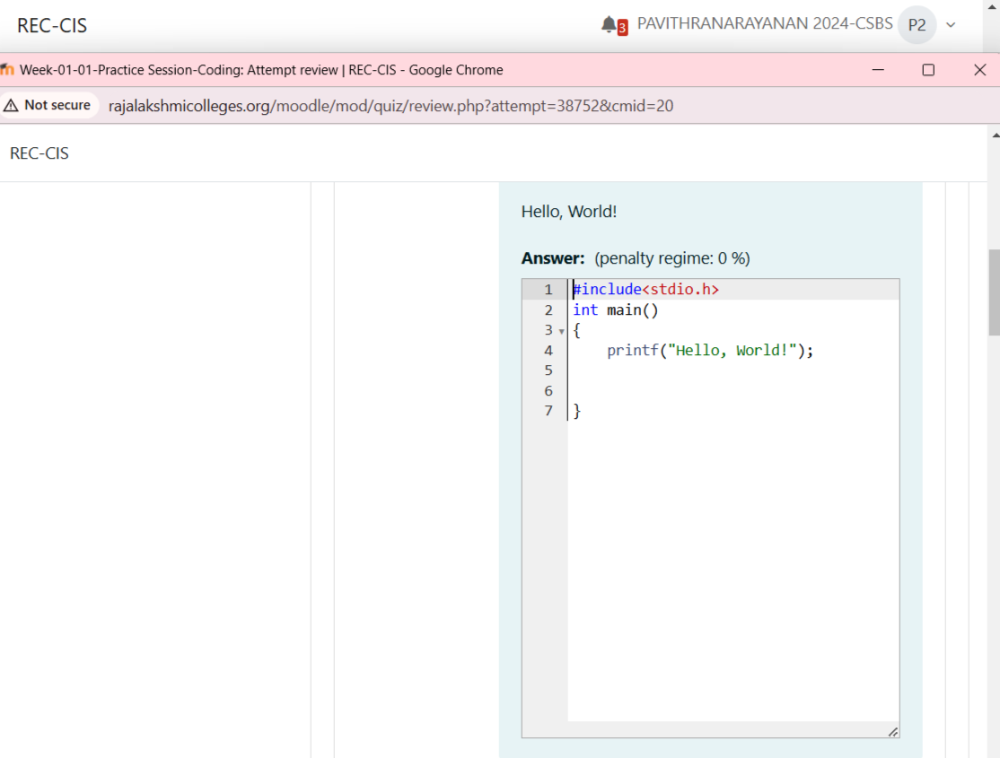 REC-CIS
3 PAVITHRANARAYANAN 2024-CSBS P2
Week-01-01-Practice Session-Coding: Attempt review | REC-CIS - Google Chrome
Not secure rajalakshmicolleges.org/moodle/mod/quiz/review.php?attempt=38752&cmid=20
REC-CIS
Hello, World!
Answer: (penalty regime: 0 %)
1 #include<stdio.h>
2 int main()
3 {
4     printf("Hello, World!");
5
6
7 }